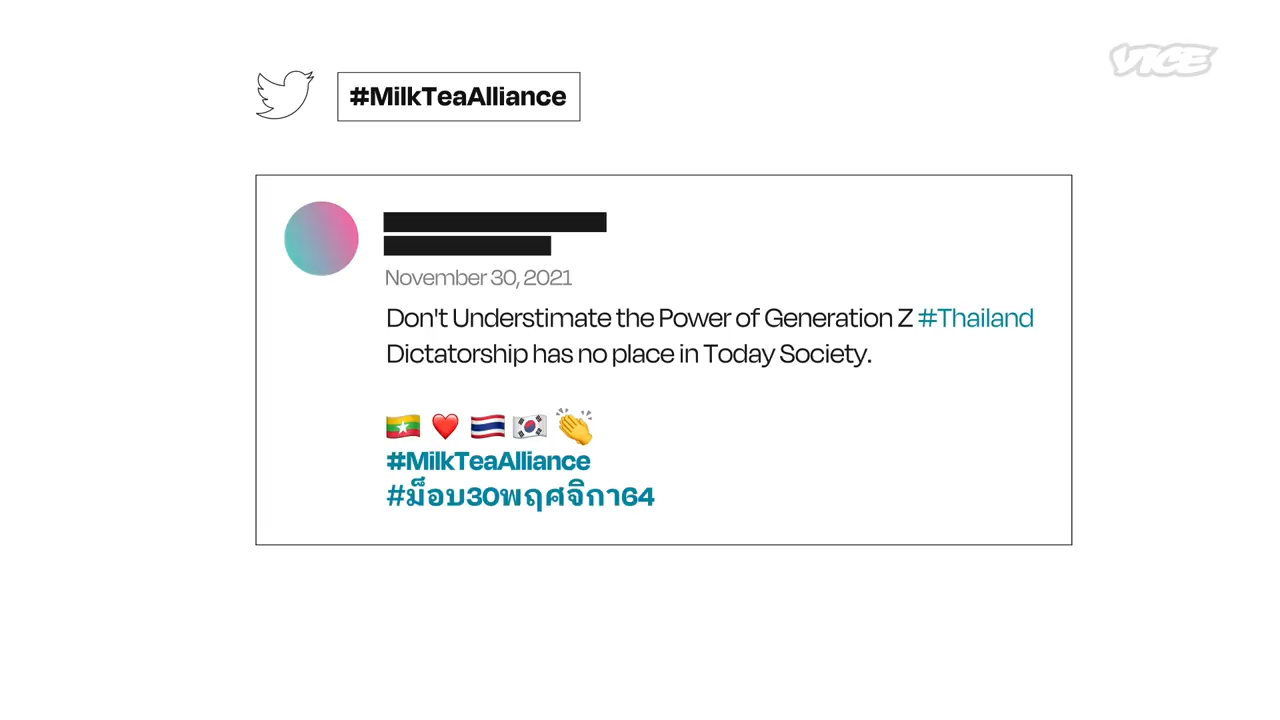 VICE
#MilkTeaAlliance
November 30, 2021
Don't Understimate the Power of Generation Z #Thailand
Dictatorship has no place in Today Society.
#MilkTeaAlliance
#ม็อบ30พฤศจิกา64